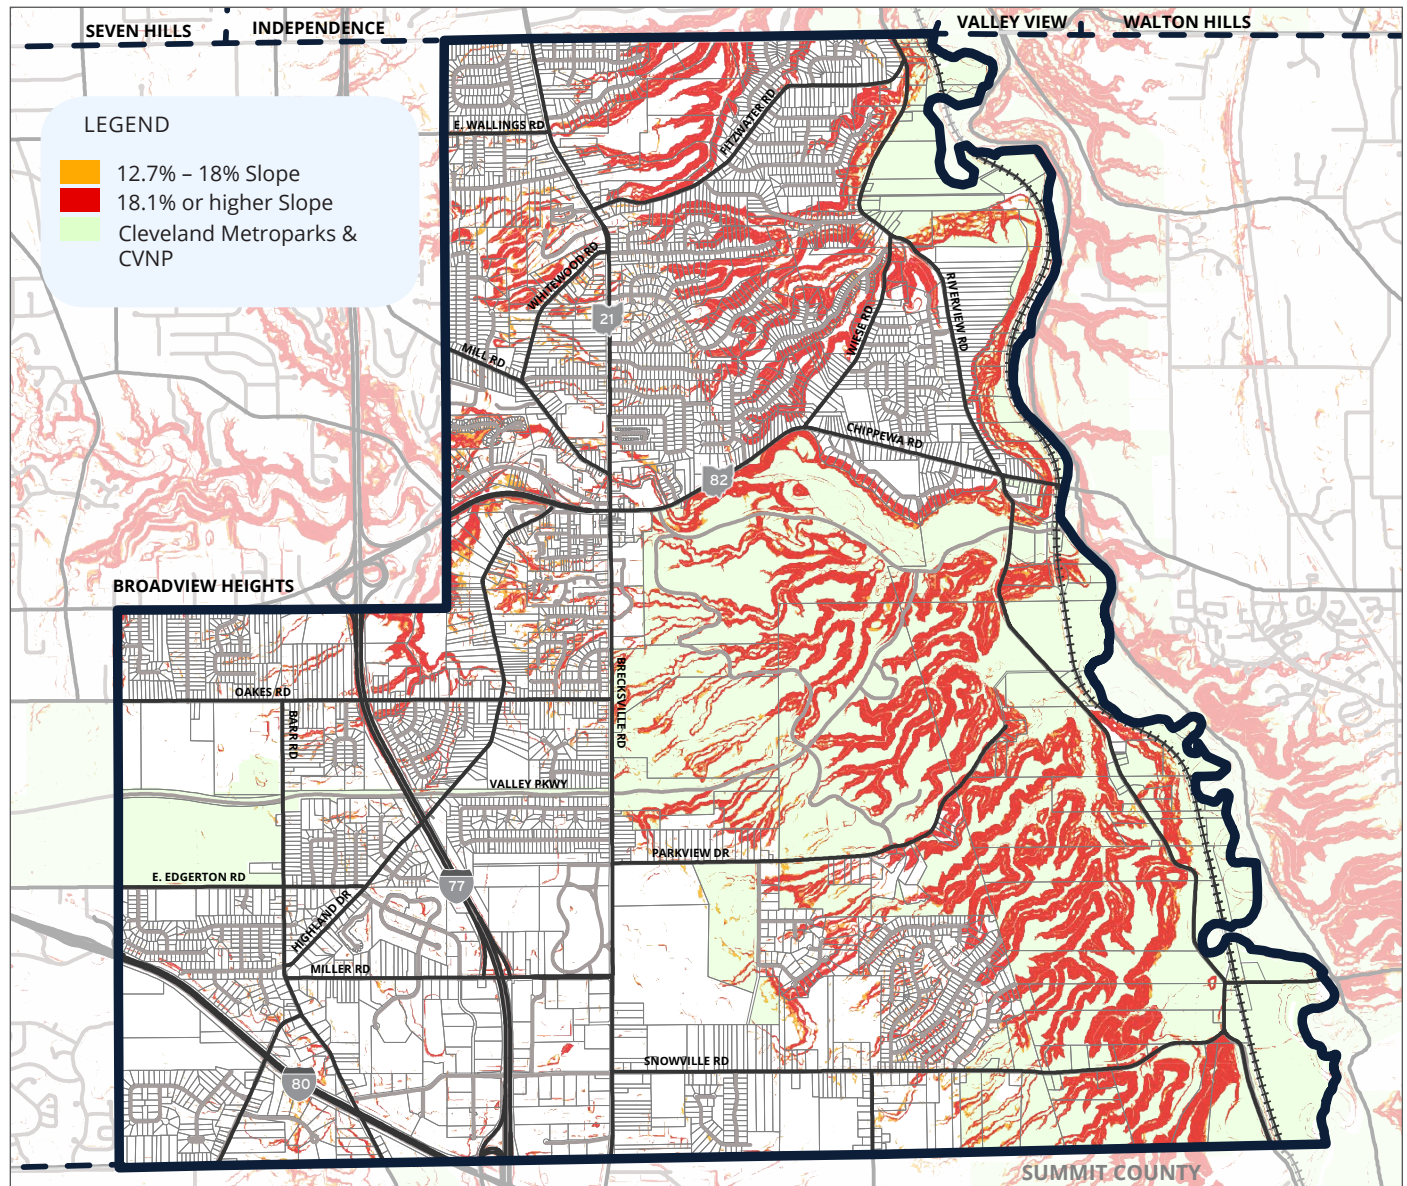 SEVEN HILLS
INDEPENDENCE
VALLEY VIEW
WALTON HILLS
LEGEND
12.7% – 18% Slope
18.1% or higher Slope
Cleveland Metroparks &
CVNP
E. WALLINGS RD
FITZWATER RD
WHITEWOOD RD
21
MILL RD
WIESE RD
RIVERVIEW RD
CHIPPEWA RD
82
BROADVIEW HEIGHTS
OAKES RD
BARR RD
BRECKSVILLE RD
VALLEY PKWY
PARKVIEW DR
E. EDGERTON RD
77
HIGHLAND DR
MILLER RD
SNOWVILLE RD
80
SUMMIT COUNTY